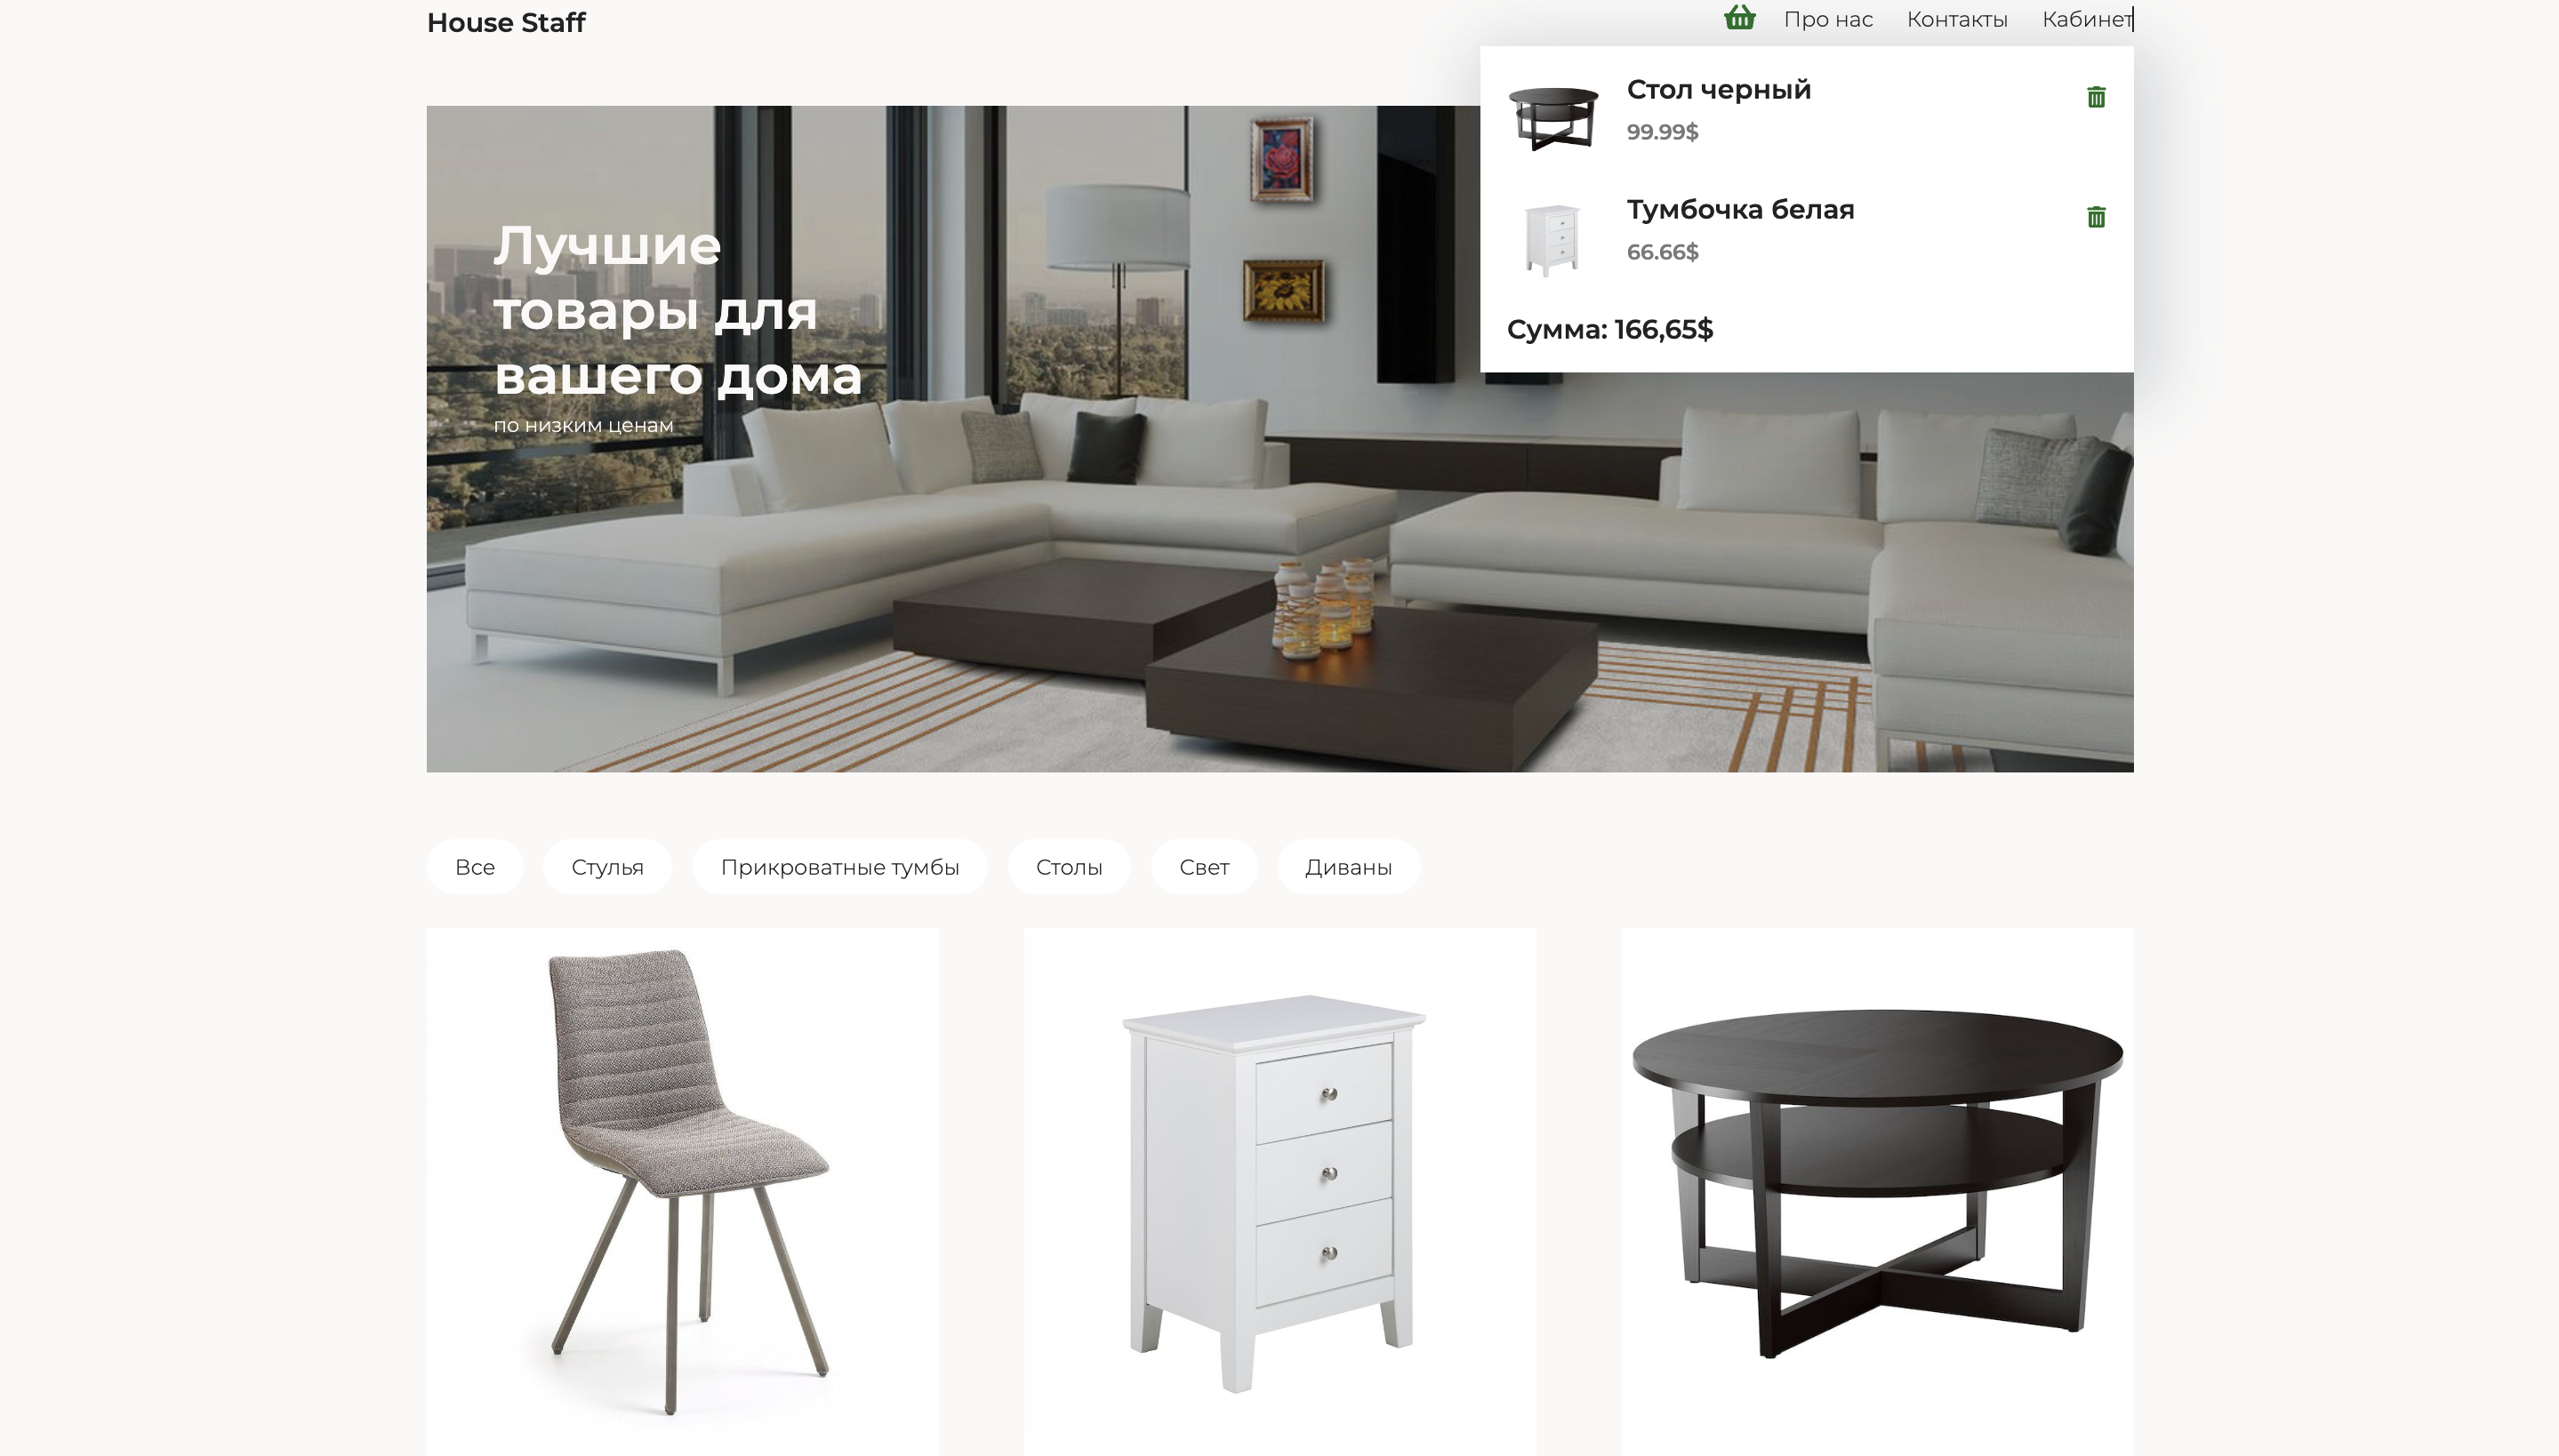 House Staff
Про нас
Контакты
Кабинет
Стол черный
99.99$
Тумбочка белая
66.66$
Сумма: 166,65$
Лучшие
товары для
вашего дома
по низким ценам
Все
Стулья
Прикроватные тумбы
Столы
Свет
Диваны